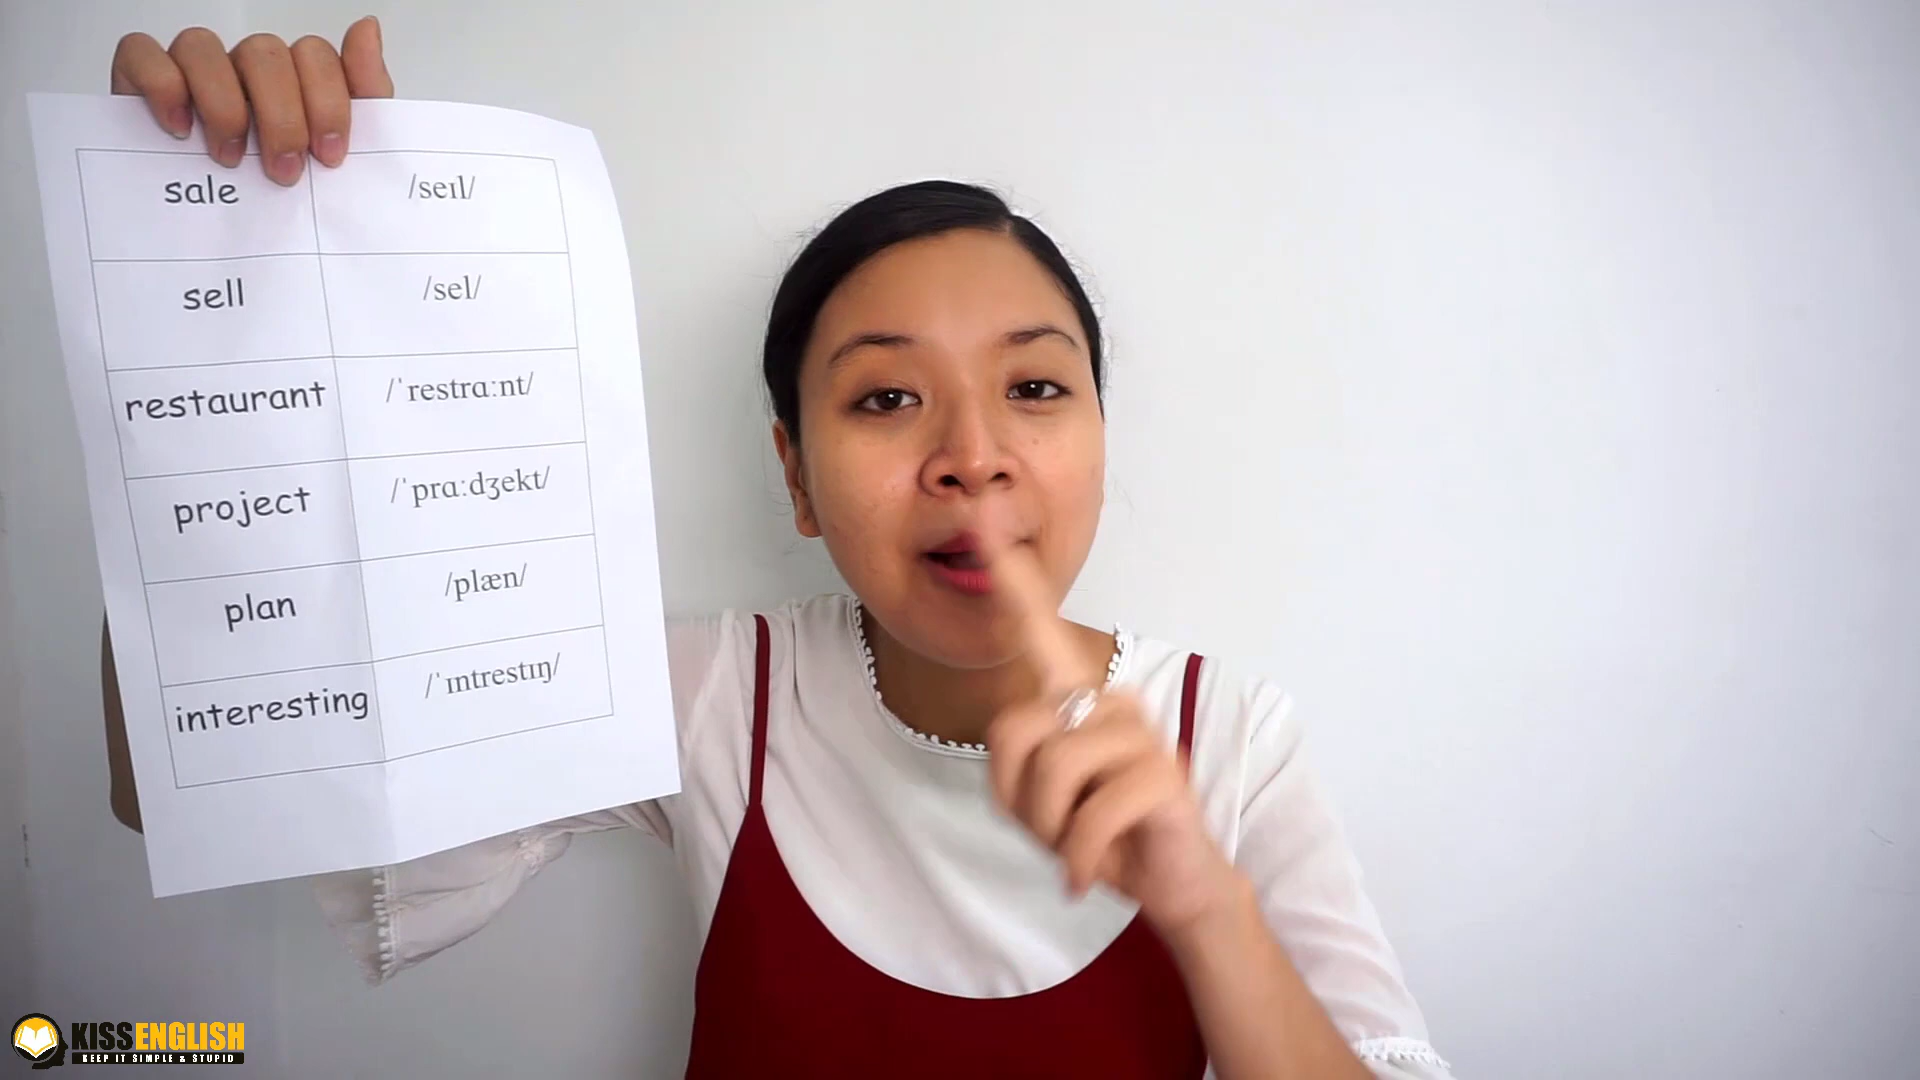 sale /seɪl/
sell /sel/
restaurant /ˈrestrɑːnt/
project /ˈprɑːdʒekt/
plan /plæn/
interesting /ˈɪntrestɪŋ/
KISSENGLISH
KEEP IT SIMPLE & STUPID